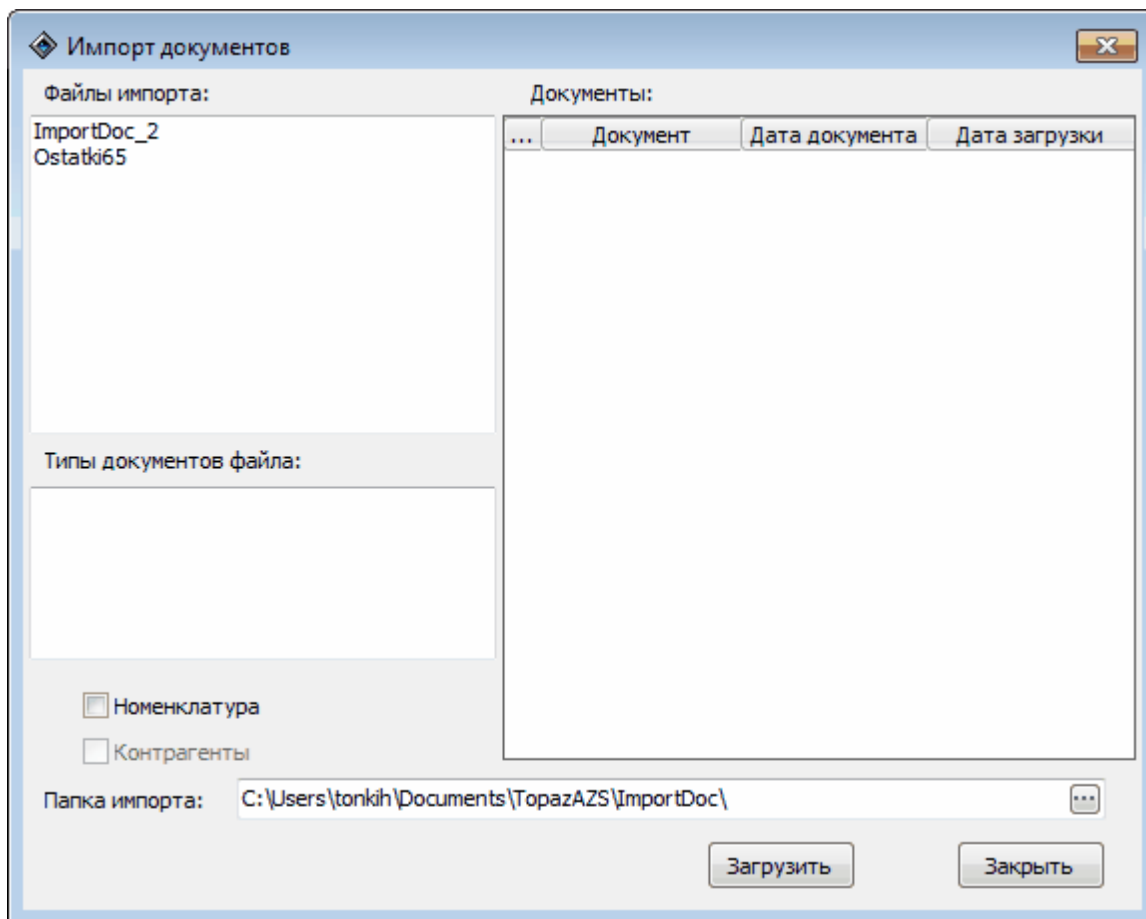 Импорт документов
Файлы импорта:
ImportDoc_2
Ostatki65
Документы:
... Документ Дата документа Дата загрузки
Типы документов файла:
Номенклатура
Контрагенты
Папка импорта: C:\Users\tonkih\Documents\TopazAZS\ImportDoc\ ...
Загрузить Закрыть